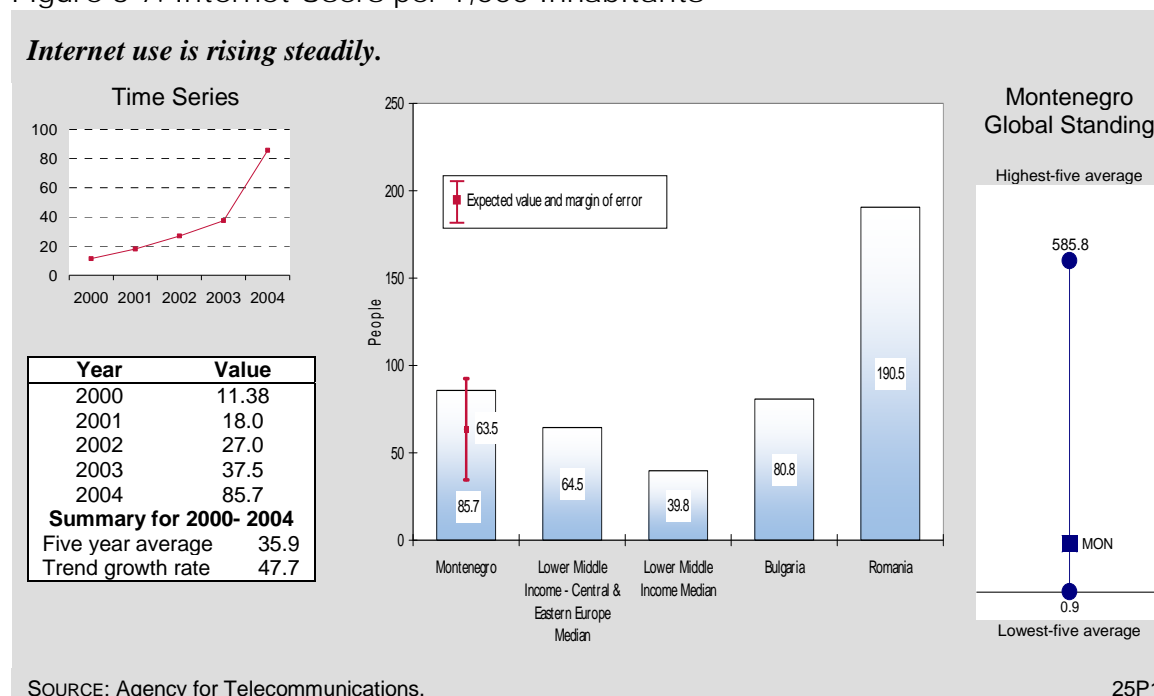 Internet use is rising steadily.
Time Series
100
80
60
40
20
0
2000 2001 2002 2003 2004
Year Value
2000 11.38
2001 18.0
2002 27.0
2003 37.5
2004 85.7
Summary for 2000- 2004
Five year average 35.9
Trend growth rate 47.7
People
250
200
150
100
50
0
Expected value and margin of error
63.5
85.7
64.5
39.8
80.8
190.5
Montenegro
Lower Middle
Income - Central &
Eastern Europe
Median
Lower Middle
Income Median
Bulgaria
Romania
Montenegro
Global Standing
Highest-five average
585.8
MON
0.9
Lowest-five average
SOURCE: Agency for Telecommunications.